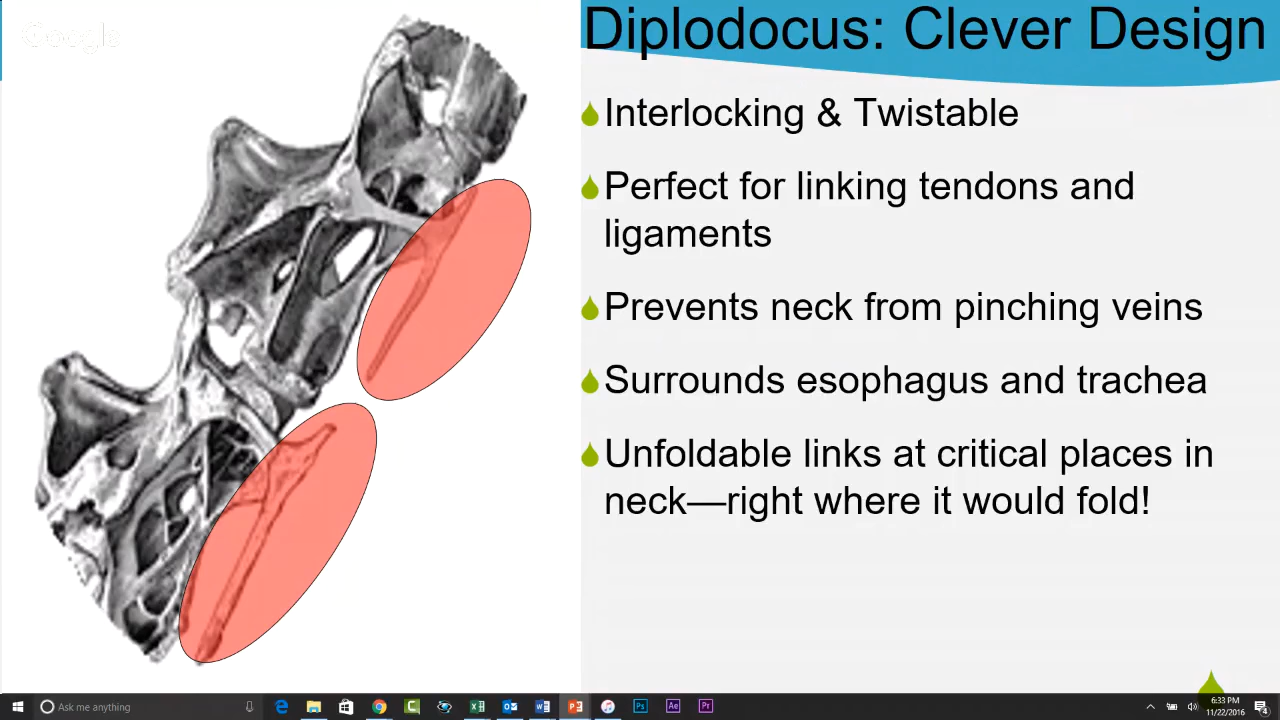 Google
Diplodocus: Clever Design
Interlocking & Twistable
Perfect for linking tendons and
ligaments
Prevents neck from pinching veins
Surrounds esophagus and trachea
Unfoldable links at critical places in
neck—right where it would fold!
Ask me anything
6:33 PM
11/22/2016